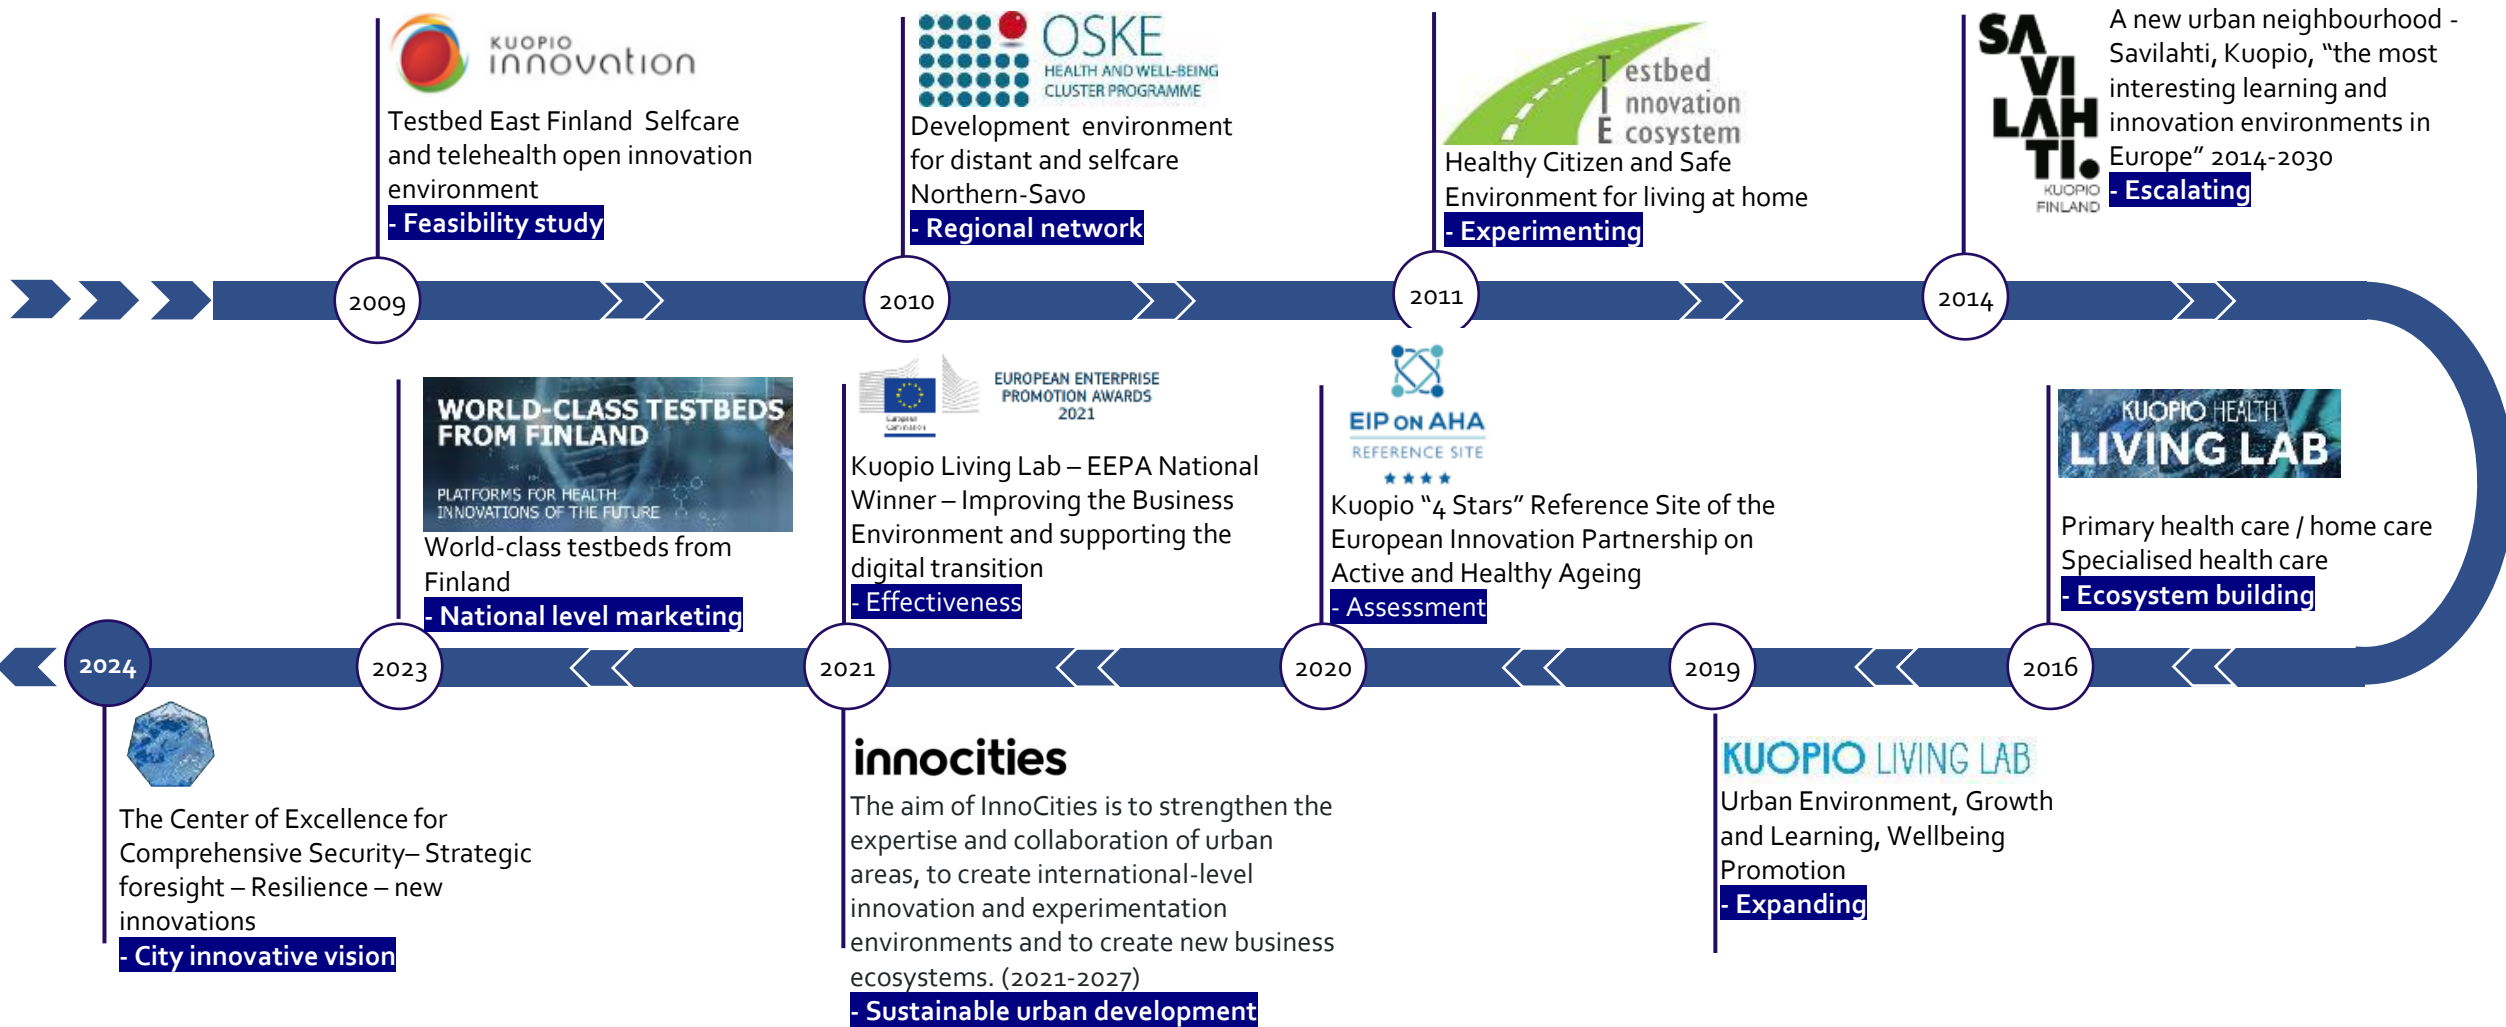 KUOPIO
innovation
Testbed East Finland Selfcare
and telehealth open innovation
environment
- Feasibility study
2009
OSKE
HEALTH AND WELL-BEING
CLUSTER PROGRAMME
Development environment
for distant and selfcare
Northern-Savo
- Regional network
2010
Testbed
Innovation
Ecosystem
Healthy Citizen and Safe
Environment for living at home
- Experimenting
2011
SA
VI
LAH
TI.
KUOPIO
FINLAND
A new urban neighbourhood -
Savilahti, Kuopio, “the most
interesting learning and
innovation environments in
Europe” 2014-2030
- Escalating
2014
KUOPIO HEALTH
LIVING LAB
Primary health care / home care
Specialised health care
- Ecosystem building
2016
2019
KUOPIO LIVING LAB
Urban Environment, Growth
and Learning, Wellbeing
Promotion
- Expanding
EIP ON AHA
REFERENCE SITE
Kuopio “4 Stars” Reference Site of the
European Innovation Partnership on
Active and Healthy Ageing
- Assessment
2020
European
Commission
EUROPEAN ENTERPRISE
PROMOTION AWARDS
2021
Kuopio Living Lab – EEPA National
Winner – Improving the Business
Environment and supporting the
digital transition
- Effectiveness
2021
innocities
The aim of InnoCities is to strengthen the
expertise and collaboration of urban
areas, to create international-level
innovation and experimentation
environments and to create new business
ecosystems. (2021-2027)
- Sustainable urban development
WORLD-CLASS TESTBEDS
FROM FINLAND
PLATFORMS FOR HEALTH
INNOVATIONS OF THE FUTURE
World-class testbeds from
Finland
- National level marketing
2023
2024
The Center of Excellence for
Comprehensive Security– Strategic
foresight – Resilience – new
innovations
- City innovative vision